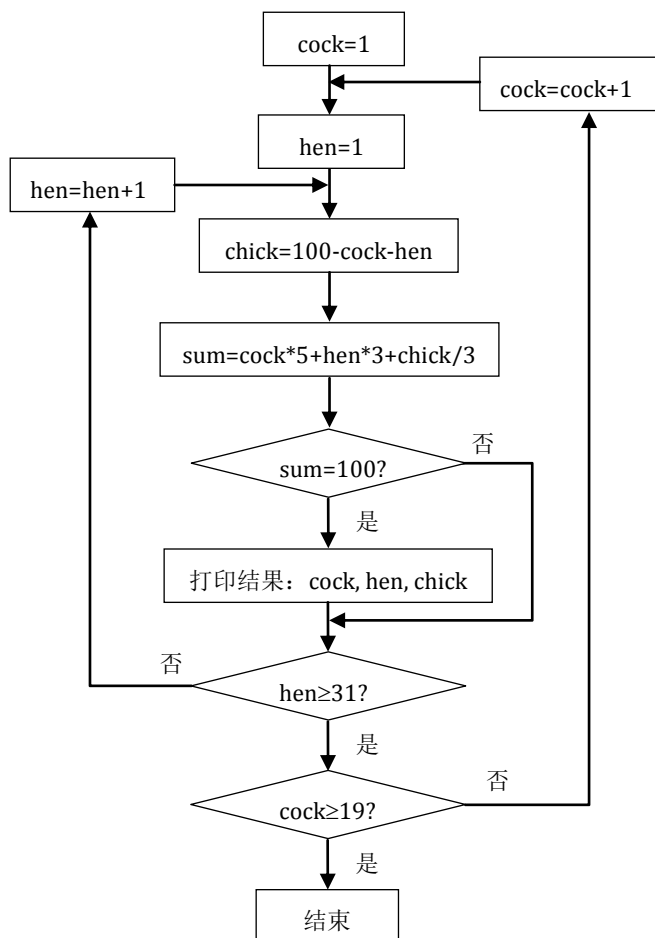 cock=1
cock=cock+1
hen=1
hen=hen+1
chick=100-cock-hen
sum=cock*5+hen*3+chick/3
否
sum=100?
是
打印结果：cock, hen, chick
否
hen≥31?
是
否
cock≥19?
是
结束